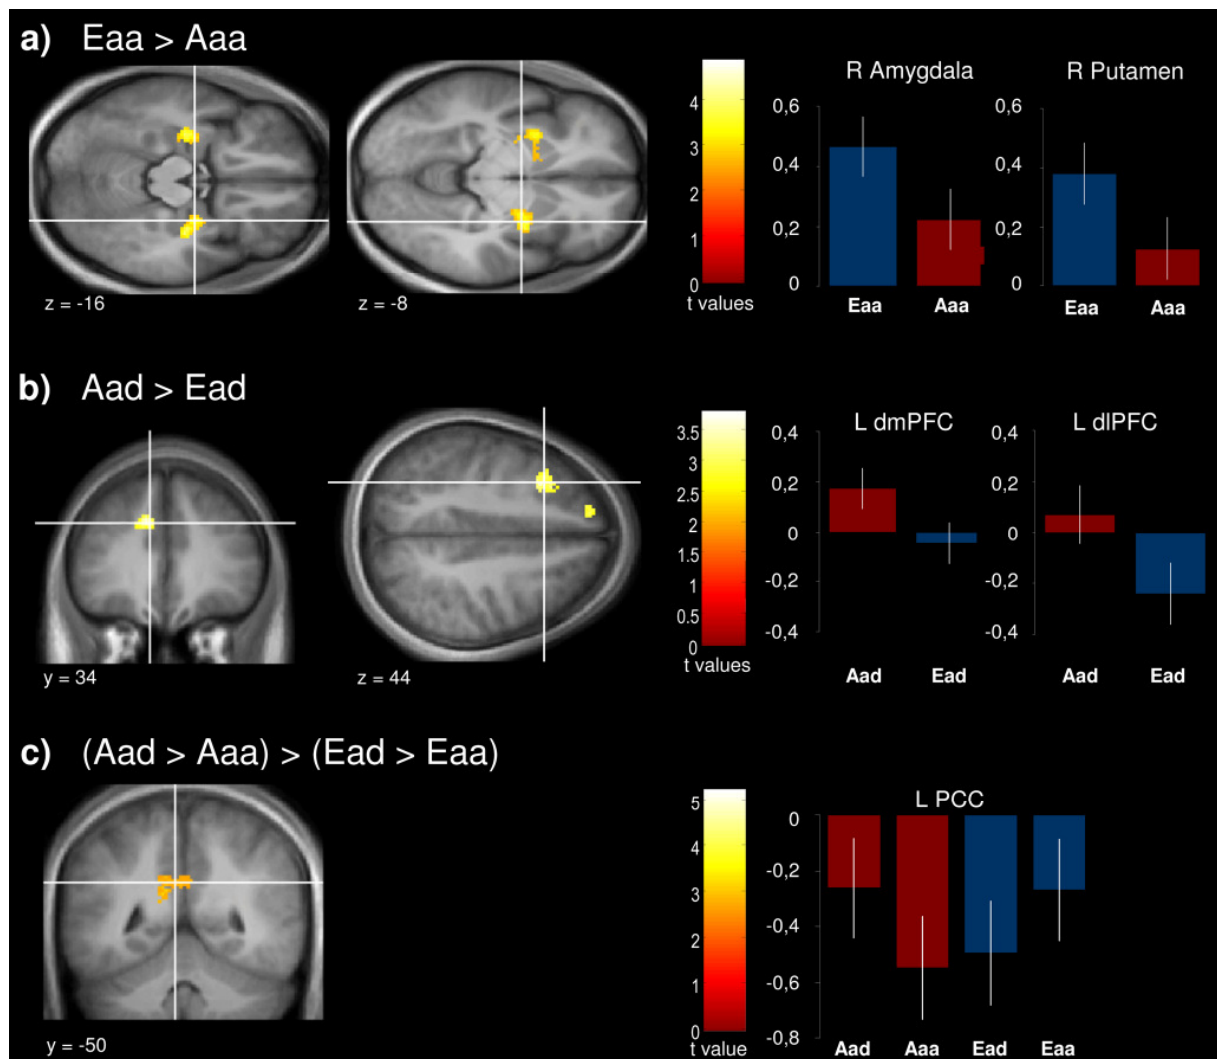 a) Eaa > Aaa
z = -16
z = -8
4
3
2
1
0
t values
R Amygdala
0,6
0,4
0,2
0
Eaa Aaa
R Putamen
0,6
0,4
0,2
0
Eaa Aaa
b) Aad > Ead
y = 34
z = 44
3.5
3
2.5
2
1.5
1
0.5
0
t values
L dmPFC
0,4
0,2
0
-0,2
-0,4
Aad Ead
L dlPFC
0,4
0,2
0
-0,2
-0,4
Aad Ead
c) (Aad > Aaa) > (Ead > Eaa)
y = -50
5
4
3
2
1
0
t value
L PCC
0
-0,2
-0,4
-0,6
-0,8
Aad Aaa Ead Eaa